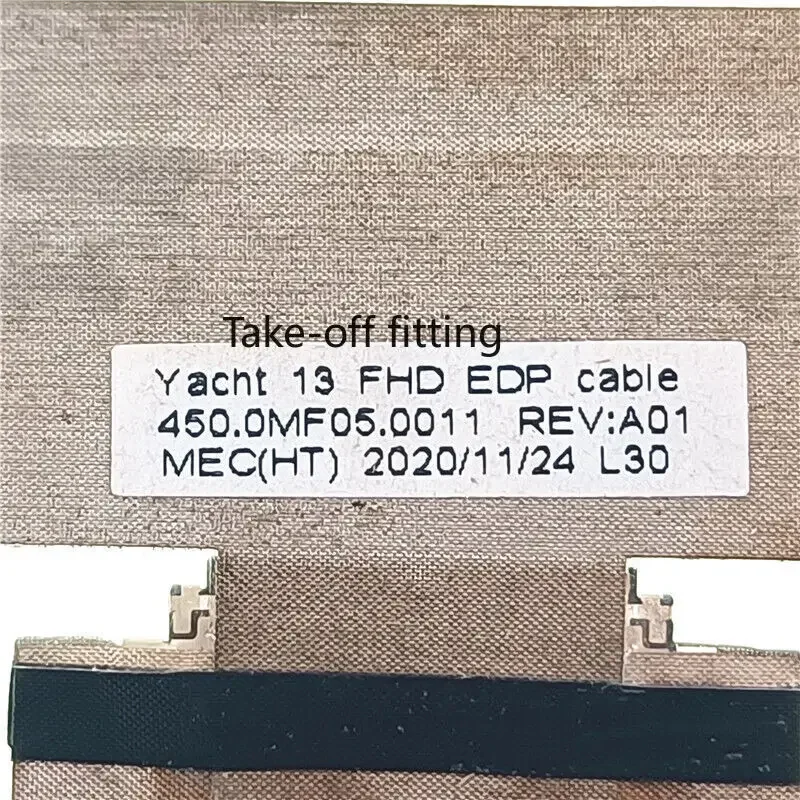 Take-off fitting
Yacht 13 FHD EDP cable
450.0MF05.0011 REV:A01
MEC(HT) 2020/11/24 L30